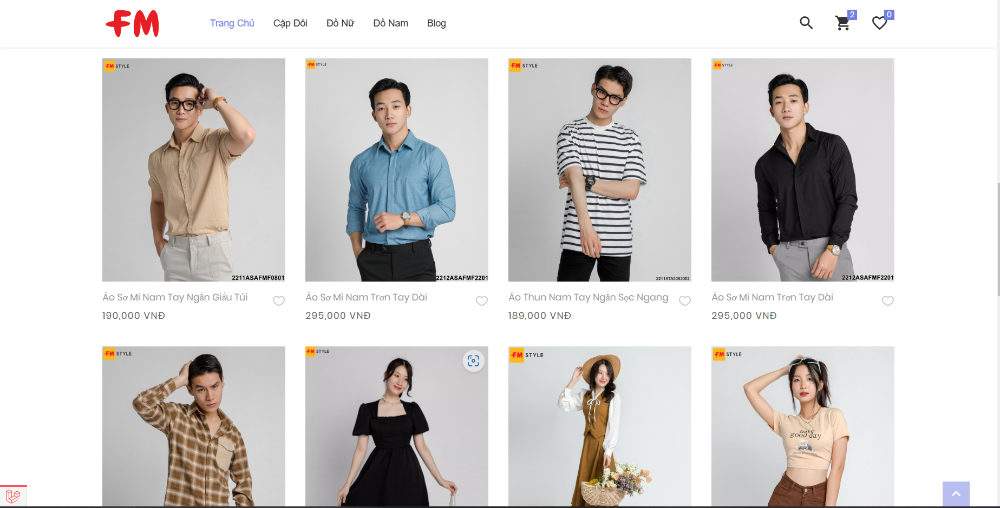 FM
Trang Chủ
Cặp Đôi
Đồ Nữ
Đồ Nam
Blog
2
0
FM STYLE
2211ASAFMF0801
FM STYLE
2212ASAFMF2201
FM STYLE
2211ATA5363002
FM STYLE
2212ASAFMF2201
Áo Sơ Mi Nam Tay Ngắn Giấu Túi
190,000 VNĐ
Áo Sơ Mi Nam Trơn Tay Dài
295,000 VNĐ
Áo Thun Nam Tay Ngắn Sọc Ngang
189,000 VNĐ
Áo Sơ Mi Nam Trơn Tay Dài
295,000 VNĐ
FM STYLE
FM STYLE
FM STYLE
FM STYLE
have
good day